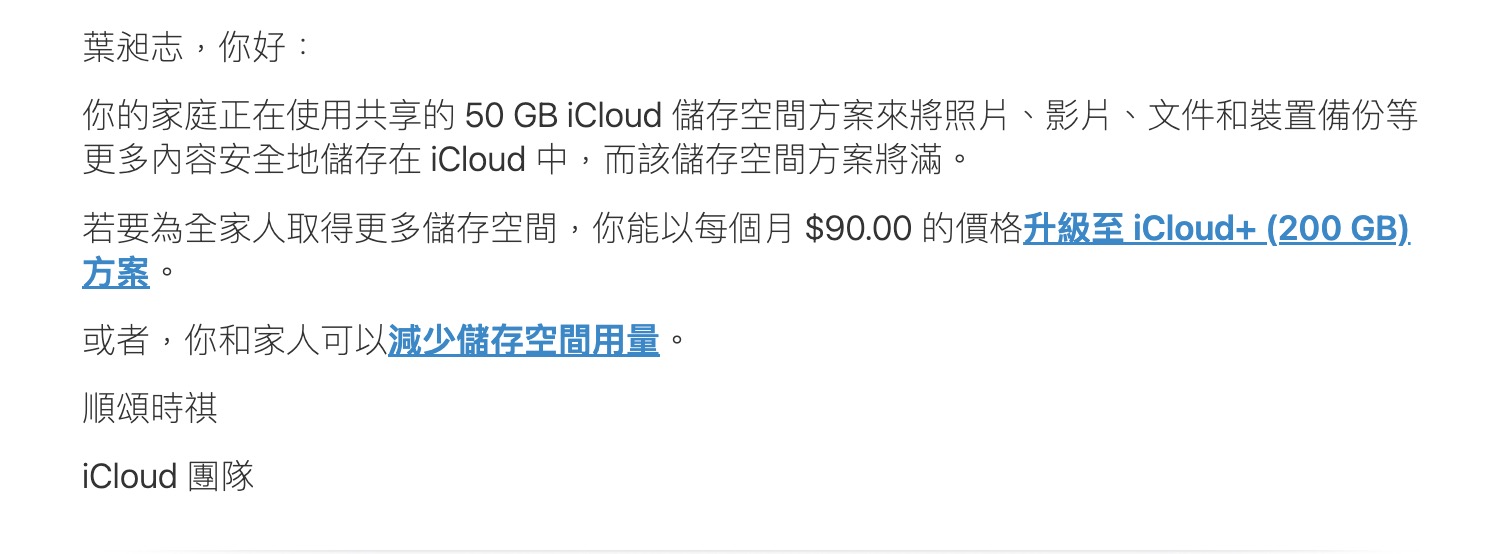 葉昶志，你好：
你的家庭正在使用共享的 50 GB iCloud 儲存空間方案來將照片、影片、文件和裝置備份等
更多內容安全地儲存在 iCloud 中，而該儲存空間方案將滿。
若要為全家人取得更多儲存空間，你能以每個月 $90.00 的價格升級至 iCloud+ (200 GB)
方案。
或者，你和家人可以減少儲存空間用量。
順頌時祺
iCloud 團隊